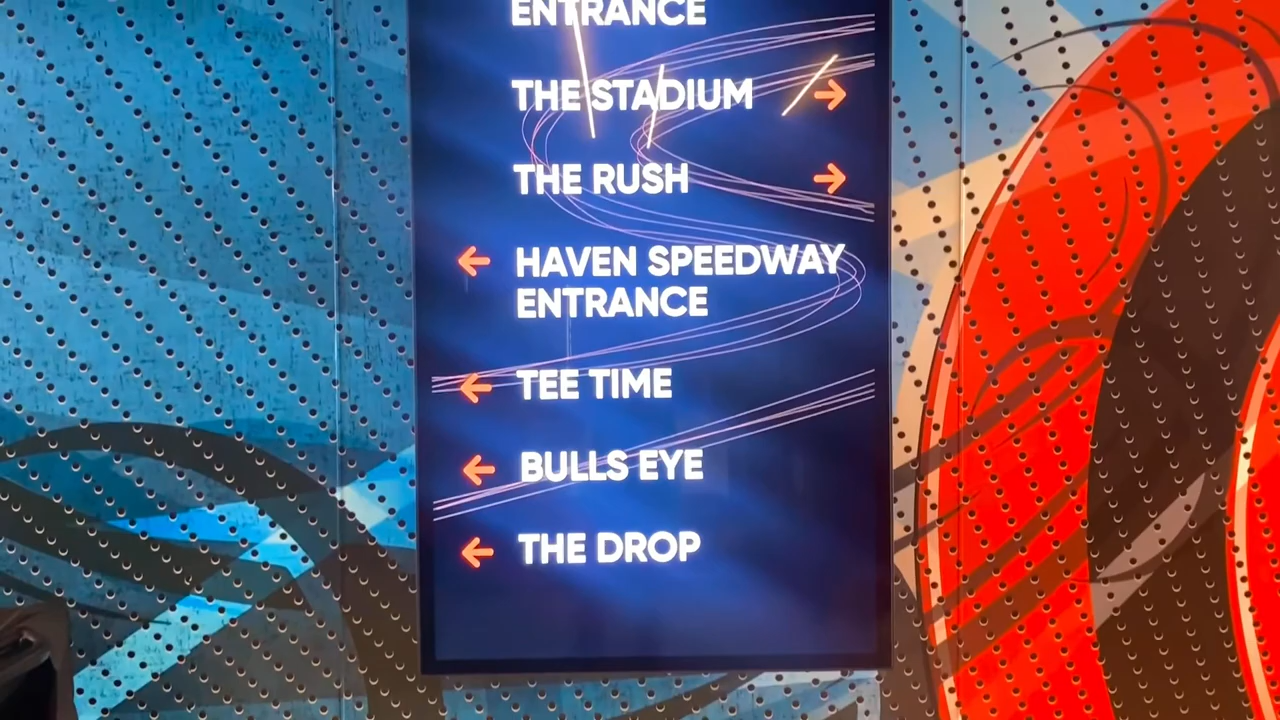 ENTRANCE
THE STADIUM →
THE RUSH →
← HAVEN SPEEDWAY
ENTRANCE
← TEE TIME
← BULLS EYE
← THE DROP